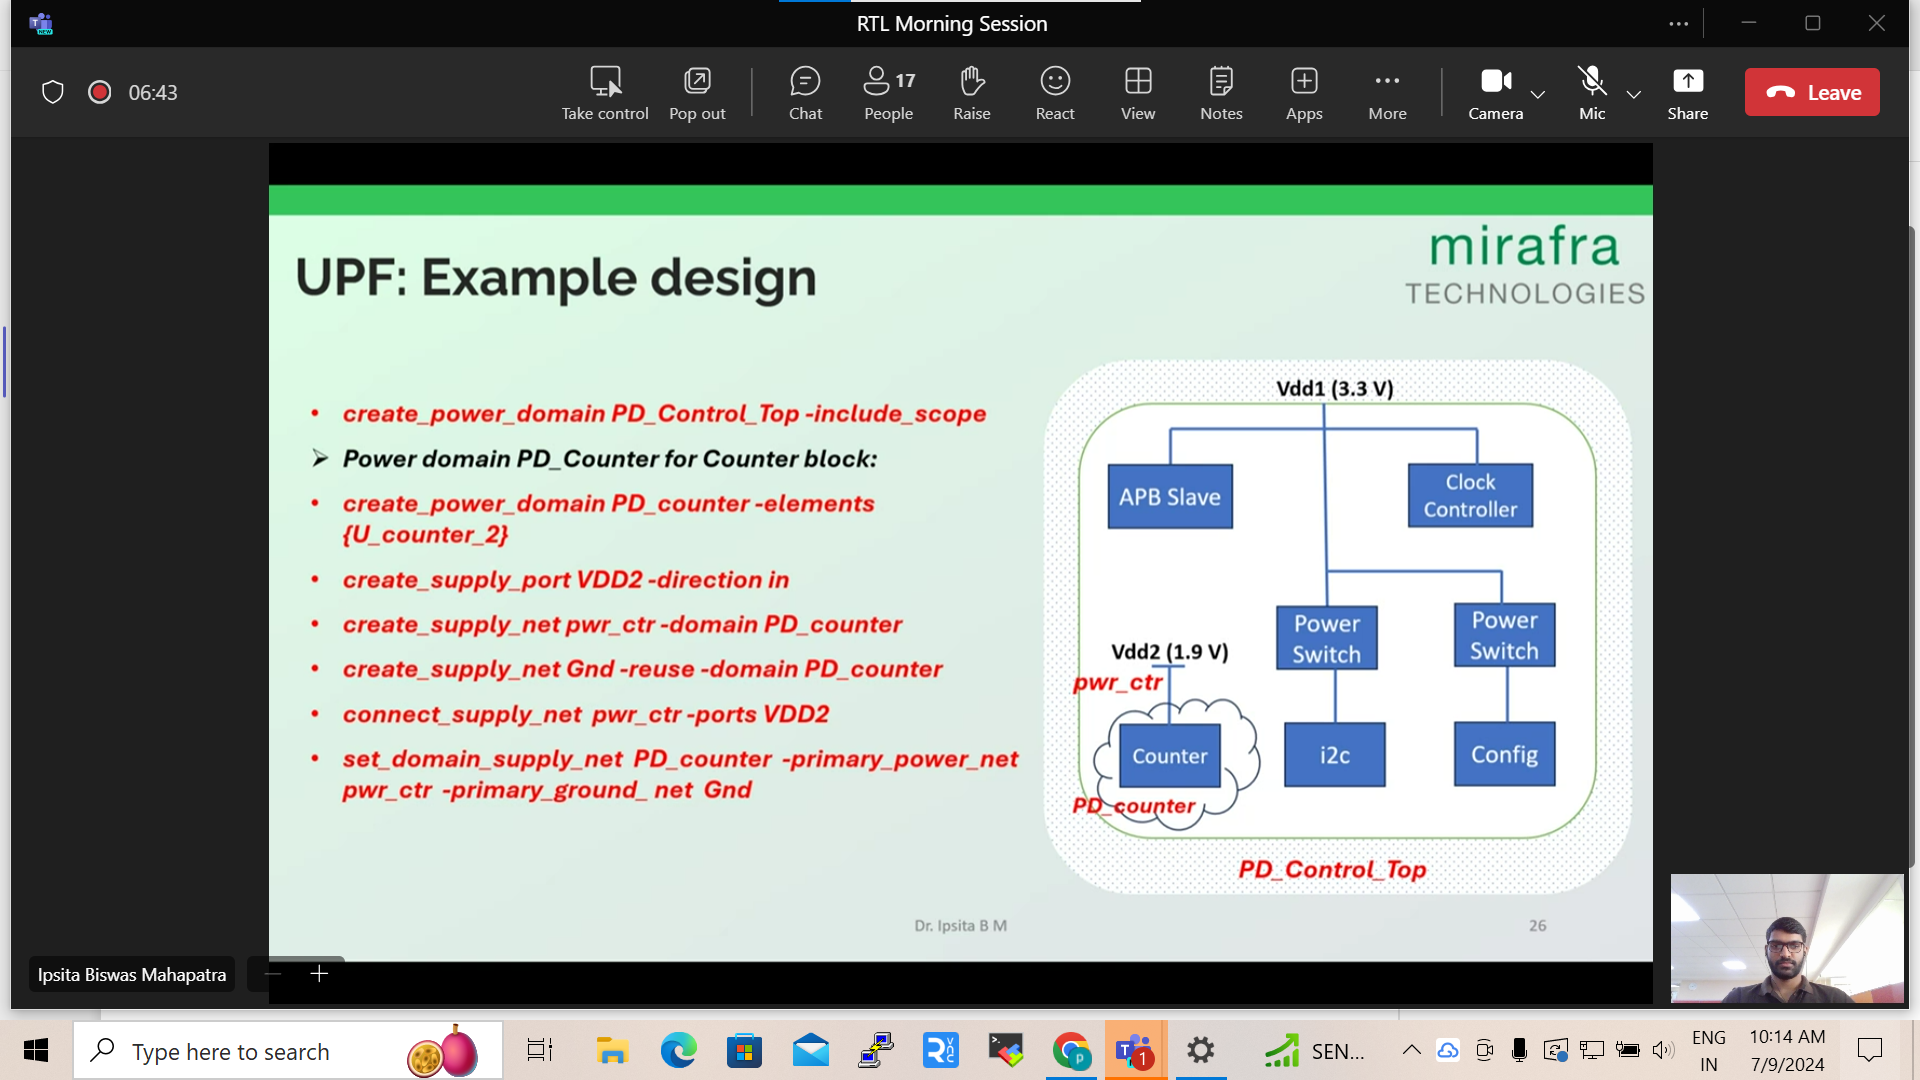 RTL Morning Session
06:43
Take control
Pop out
Chat
17
People
Raise
React
View
Notes
Apps
More
Camera
Mic
Share
Leave
mirafra
TECHNOLOGIES
UPF: Example design
• create_power_domain PD_Control_Top -include_scope
➢ Power domain PD_Counter for Counter block:
• create_power_domain PD_counter -elements
{U_counter_2}
• create_supply_port VDD2 -direction in
• create_supply_net pwr_ctr -domain PD_counter
• create_supply_net Gnd -reuse -domain PD_counter
• connect_supply_net pwr_ctr -ports VDD2
• set_domain_supply_net PD_counter -primary_power_net
pwr_ctr -primary_ground_ net Gnd
Vdd1 (3.3 V)
APB Slave
Clock
Controller
Power
Switch
Power
Switch
Vdd2 (1.9 V)
pwr_ctr
Counter
i2c
Config
PD_counter
PD_Control_Top
Dr. Ipsita B M
26
Ipsita Biswas Mahapatra
Type here to search
SEN...
ENG
IN
10:14 AM
7/9/2024